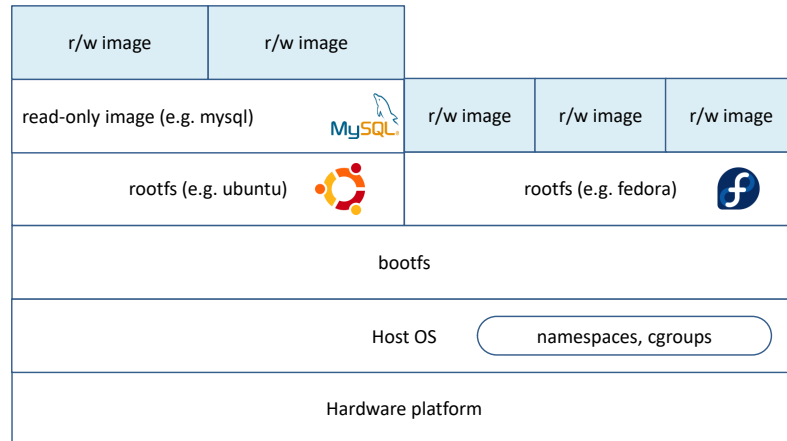 r/w image
r/w image
read-only image (e.g. mysql)
MySQL®
r/w image
r/w image
r/w image
rootfs (e.g. ubuntu)
rootfs (e.g. fedora)
bootfs
Host OS
namespaces, cgroups
Hardware platform